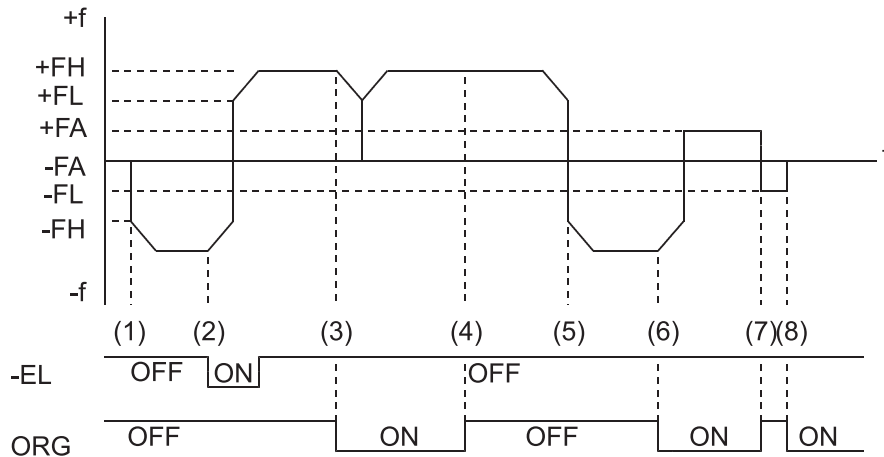 +f
+FH
+FL
+FA
-FA
-FL
-FH
-f
(1) (2) (3) (4) (5) (6) (7) (8)
-EL OFF ON OFF
ORG OFF ON OFF ON ON